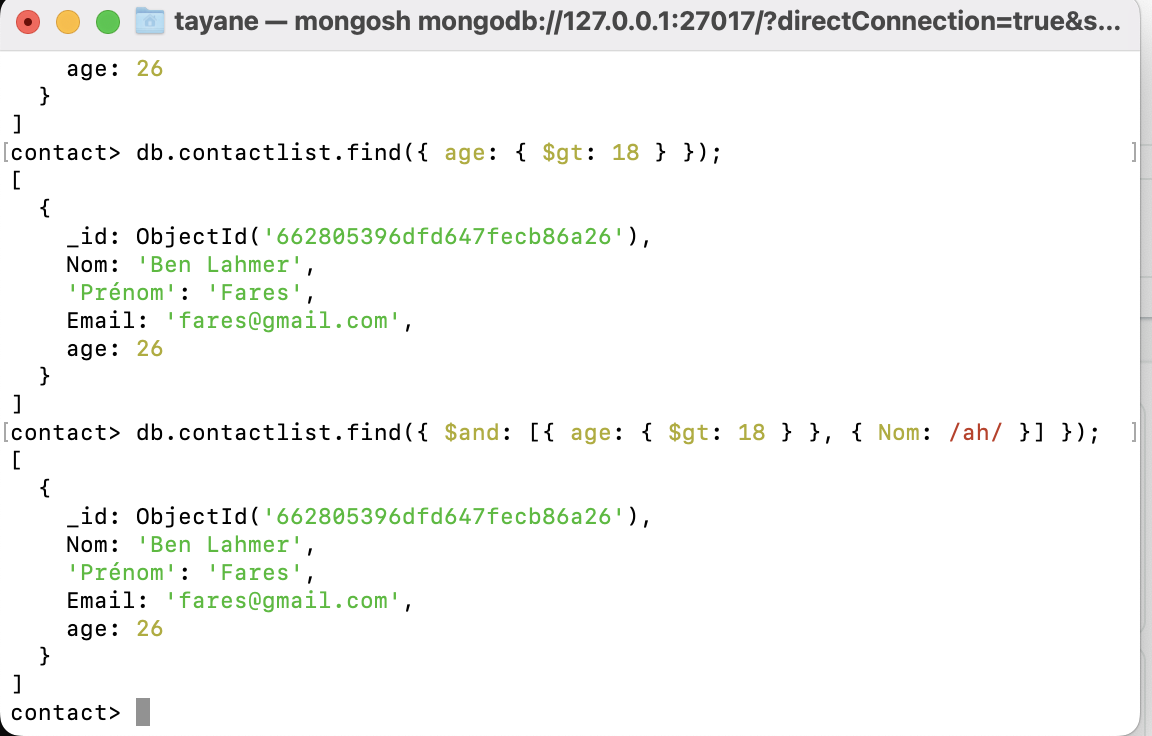 tayane — mongosh mongodb://127.0.0.1:27017/?directConnection=true&s...
    age: 26
  }
]
[contact> db.contactlist.find({ age: { $gt: 18 } }); ]
[
  {
    _id: ObjectId('662805396dfd647fecb86a26'),
    Nom: 'Ben Lahmer',
    'Prénom': 'Fares',
    Email: 'fares@gmail.com',
    age: 26
  }
]
[contact> db.contactlist.find({ $and: [{ age: { $gt: 18 } }, { Nom: /ah/ }] }); ]
[
  {
    _id: ObjectId('662805396dfd647fecb86a26'),
    Nom: 'Ben Lahmer',
    'Prénom': 'Fares',
    Email: 'fares@gmail.com',
    age: 26
  }
]
contact>